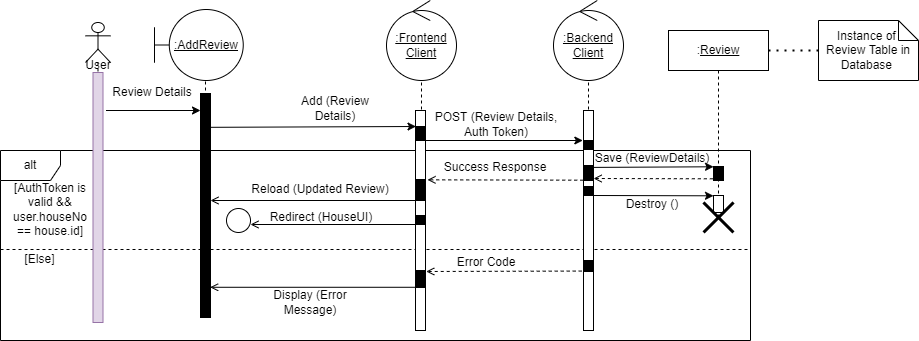 User
:AddReview
:Frontend
Client
:Backend
Client
:Review
Instance of
Review Table in
Database
Review Details
Add (Review
Details)
POST (Review Details,
Auth Token)
alt
[AuthToken is
valid &&
user.houseNo
== house.id]
Save (ReviewDetails)
Success Response
Reload (Updated Review)
Destroy ()
Redirect (HouseUI)
[Else]
Error Code
Display (Error
Message)